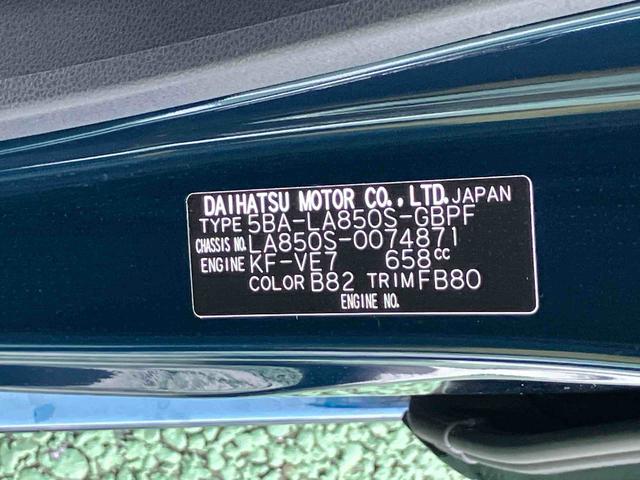 DAIHATSU MOTOR CO.,LTD. JAPAN
TYPE 5BA-LA850S-GBPF
CHASSIS NO. LA850S-0074871
ENGINE KF-VE7 658cc
COLOR B82 TRIM FB80
ENGINE NO.